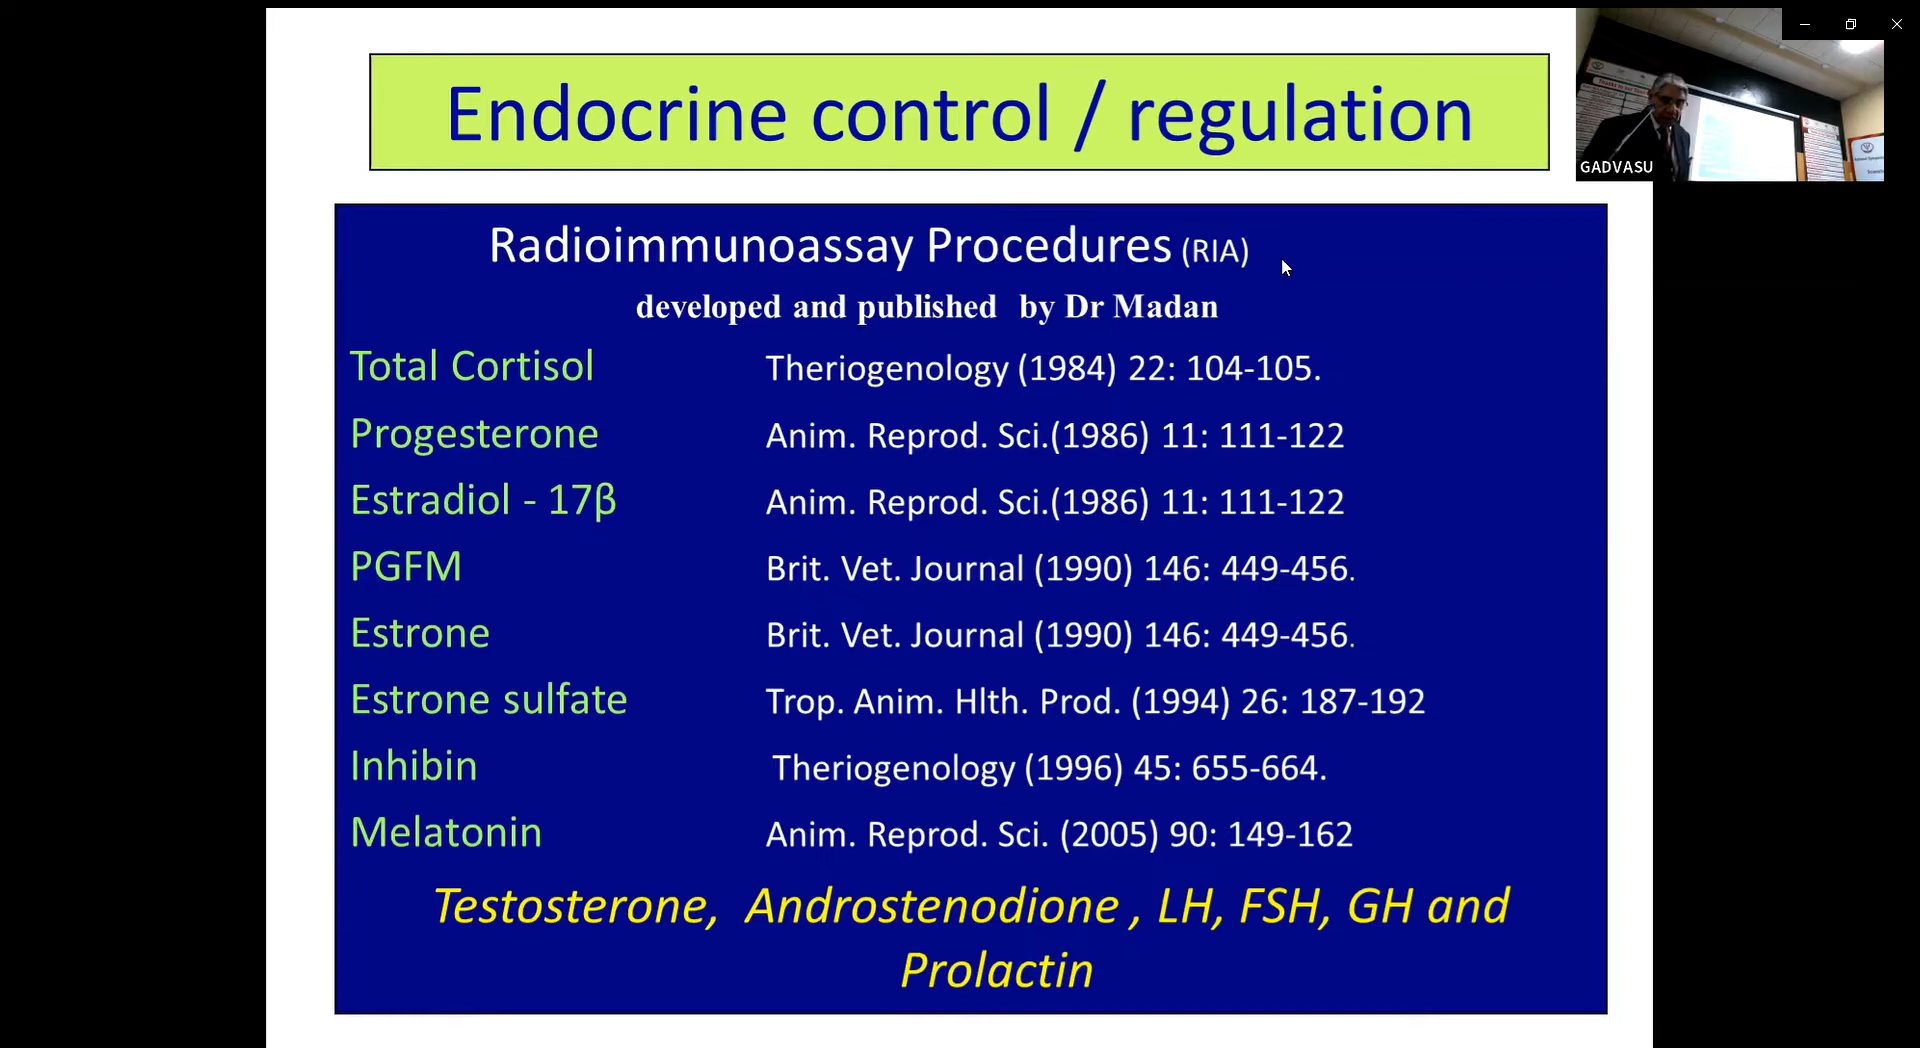 Endocrine control / regulation
GADVASU
Radioimmunoassay Procedures (RIA)
developed and published by Dr Madan
Total Cortisol Theriogenology (1984) 22: 104-105.
Progesterone Anim. Reprod. Sci.(1986) 11: 111-122
Estradiol - 17β Anim. Reprod. Sci.(1986) 11: 111-122
PGFM Brit. Vet. Journal (1990) 146: 449-456.
Estrone Brit. Vet. Journal (1990) 146: 449-456.
Estrone sulfate Trop. Anim. Hlth. Prod. (1994) 26: 187-192
Inhibin Theriogenology (1996) 45: 655-664.
Melatonin Anim. Reprod. Sci. (2005) 90: 149-162
Testosterone, Androstenodione , LH, FSH, GH and
Prolactin